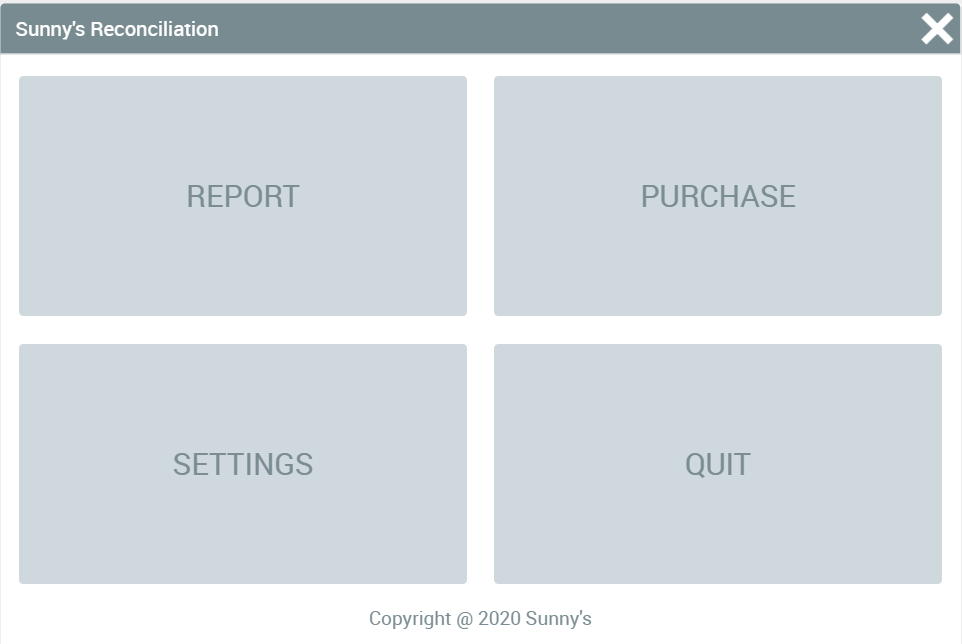 Sunny's Reconciliation
REPORT
PURCHASE
SETTINGS
QUIT
Copyright @ 2020 Sunny's